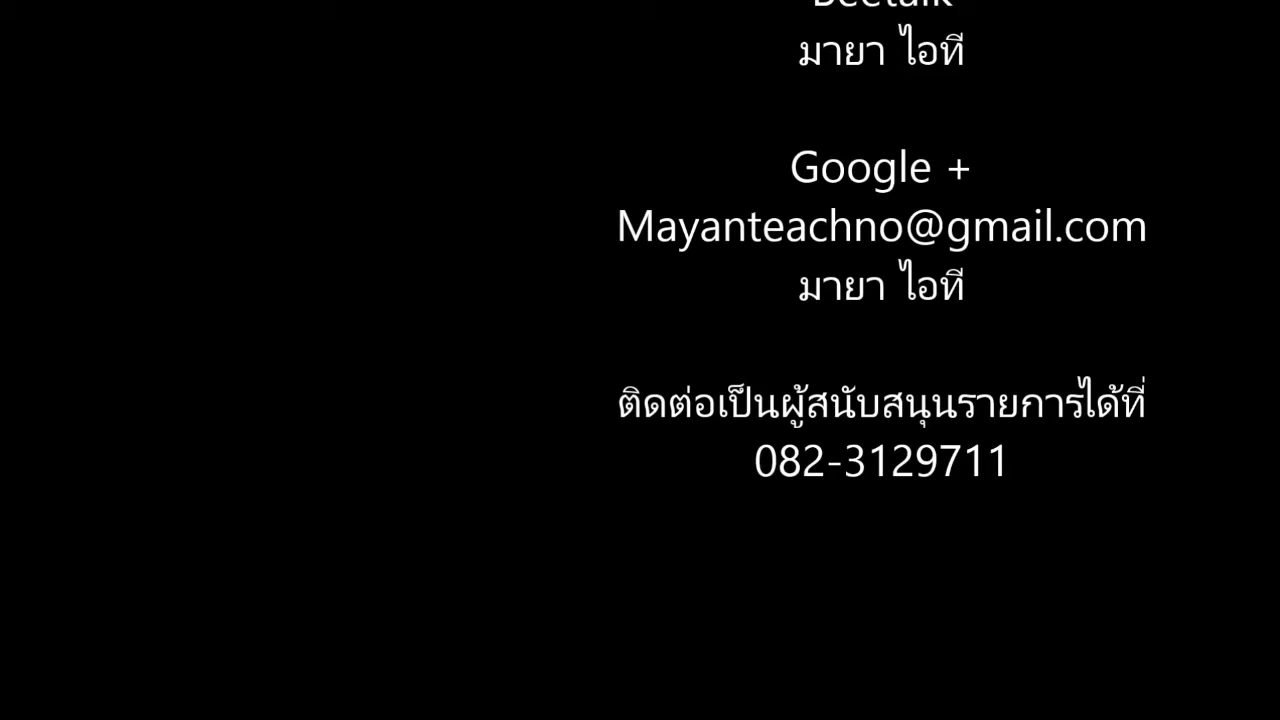 Beetalk
มายา ไอที
Google +
Mayanteachno@gmail.com
มายา ไอที
ติดต่อเป็นผู้สนับสนุนรายการได้ที่
082-3129711